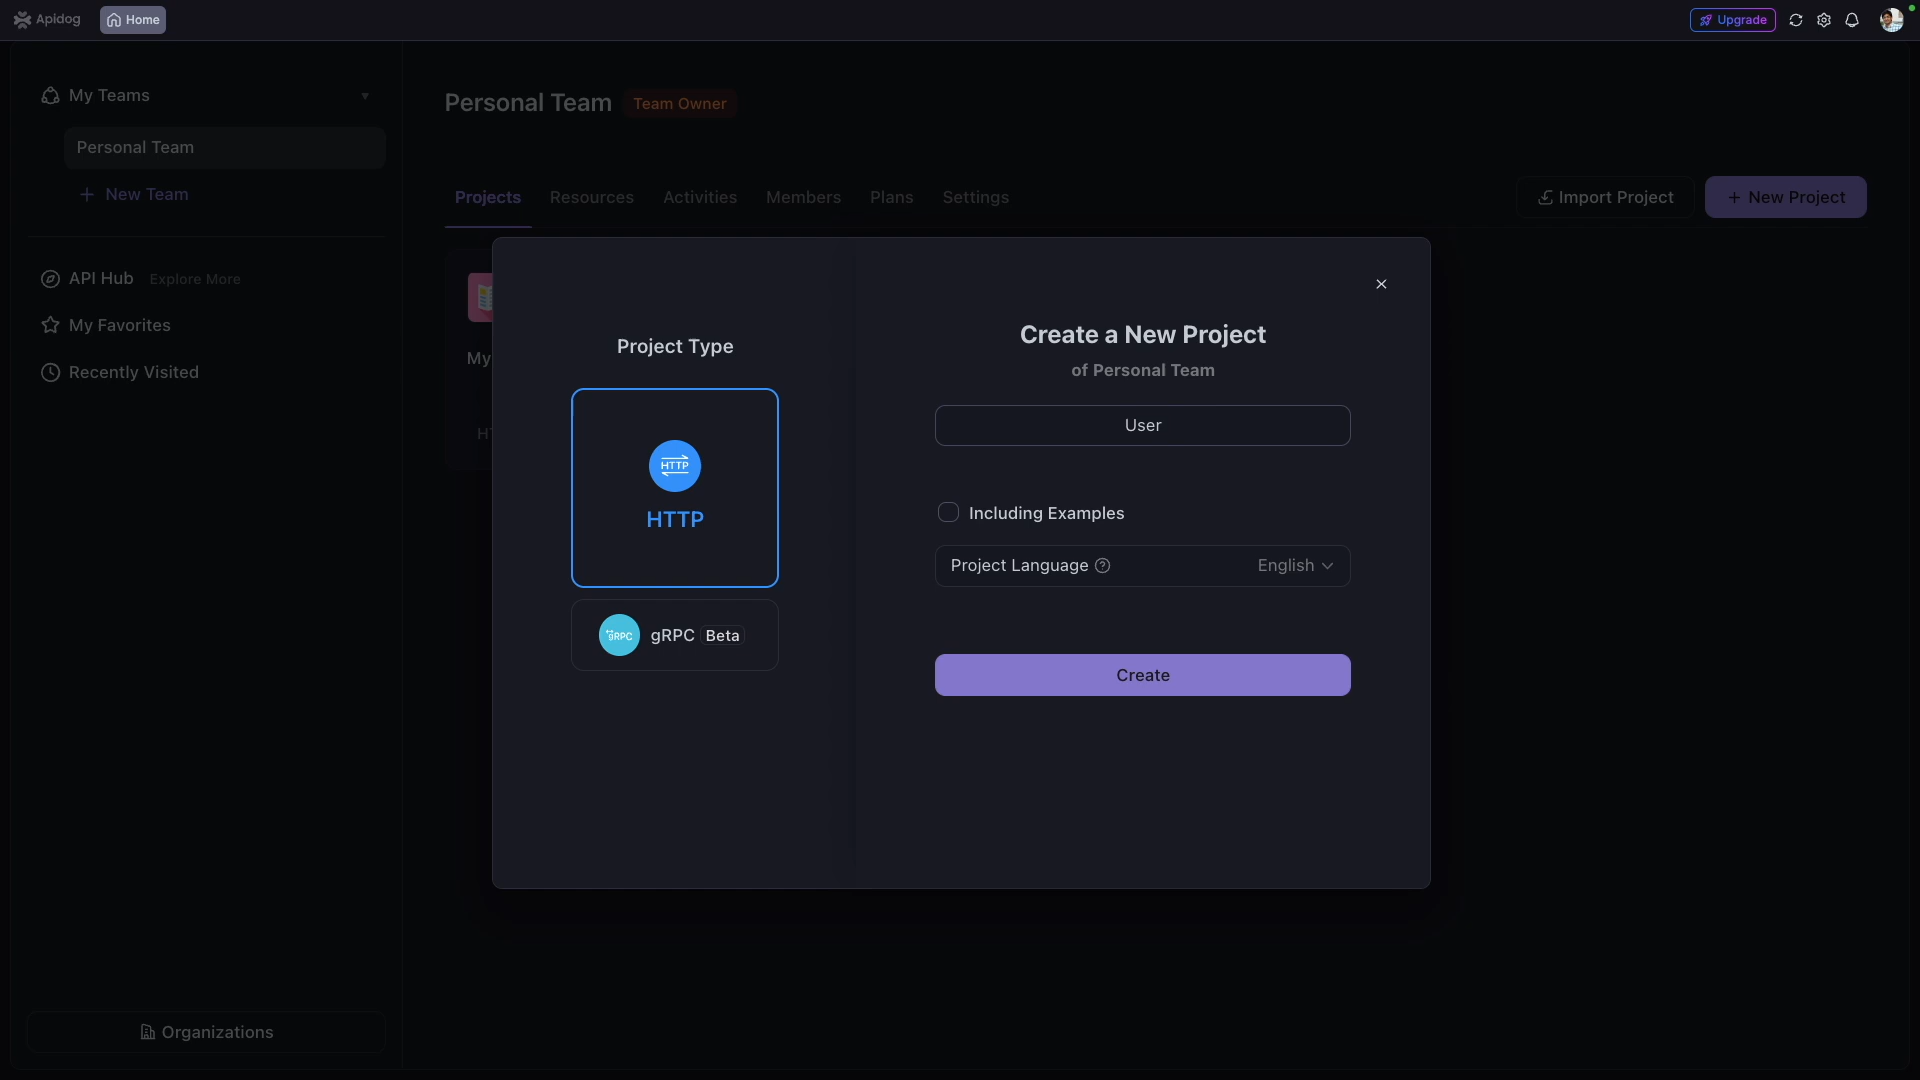 Apidog
Home
Upgrade
My Teams
Personal Team
New Team
API Hub Explore More
My Favorites
Recently Visited
Organizations
Personal Team Team Owner
Projects Resources Activities Members Plans Settings
Import Project
+ New Project
My
Project Type
HTTP
HTTP
gRPC
gRPC Beta
Create a New Project
of Personal Team
User
Including Examples
Project Language
English
Create